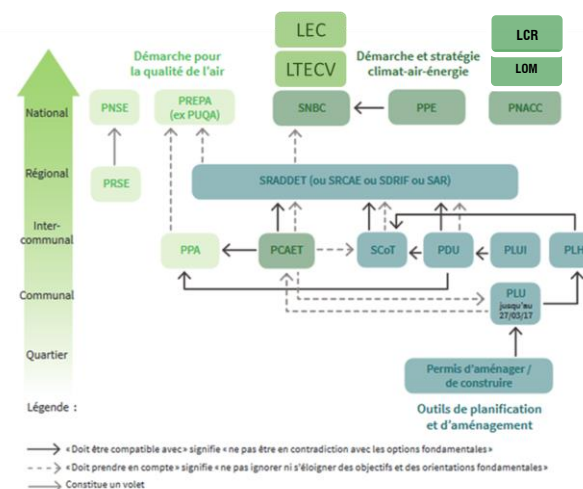 LEC
LCR
Démarche pour
la qualité de l'air
LTECV
Démarche et stratégie
climat-air-énergie
LOM
National
PNSE
PREPA
(ex PUQA)
SNBC
PPE
PNACC
Régional
PRSE
SRADDET (ou SRCAE ou SDRIF ou SAR)
Inter-
communal
PPA
PCAET
SCoT
PDU
PLUI
PLH
Communal
PLU
jusqu'au
27/03/17
Quartier
Permis d'aménager /
de construire
Légende :
Outils de planification
et d'aménagement
« Doit être compatible avec » signifie « ne pas être en contradiction avec les options fondamentales »
« Doit prendre en compte » signifie « ne pas ignorer ni s'éloigner des objectifs et des orientations fondamentales »
Constitue un volet